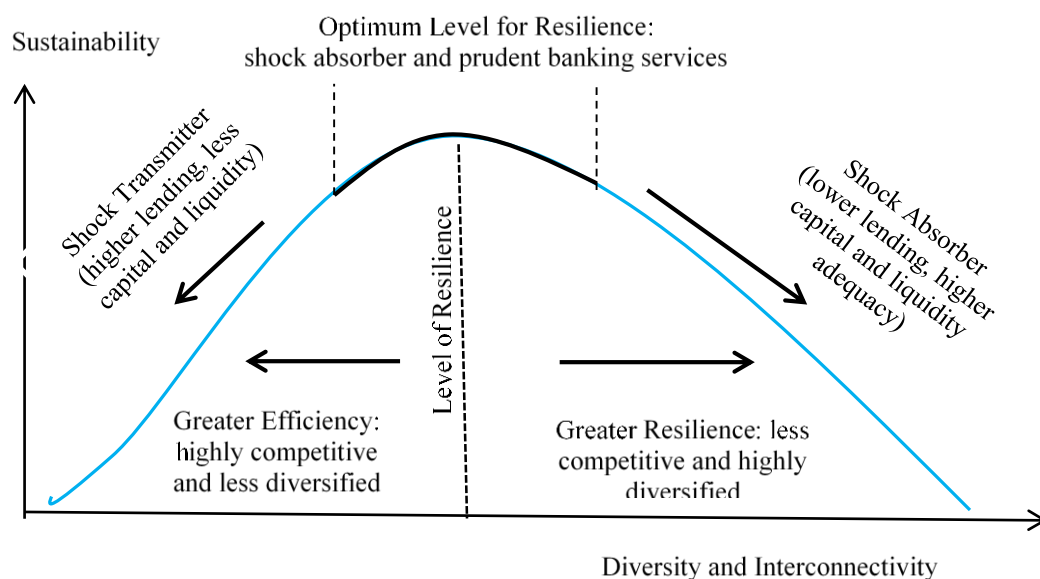 Optimum Level for Resilience:
shock absorber and prudent banking services
Sustainability
Shock Transmitter
(higher lending, less
capital and liquidity)
Shock Absorber
(lower lending, higher
capital and liquidity
adequacy)
Level of Resilience
Greater Efficiency:
highly competitive
and less diversified
Greater Resilience: less
competitive and highly
diversified
Diversity and Interconnectivity